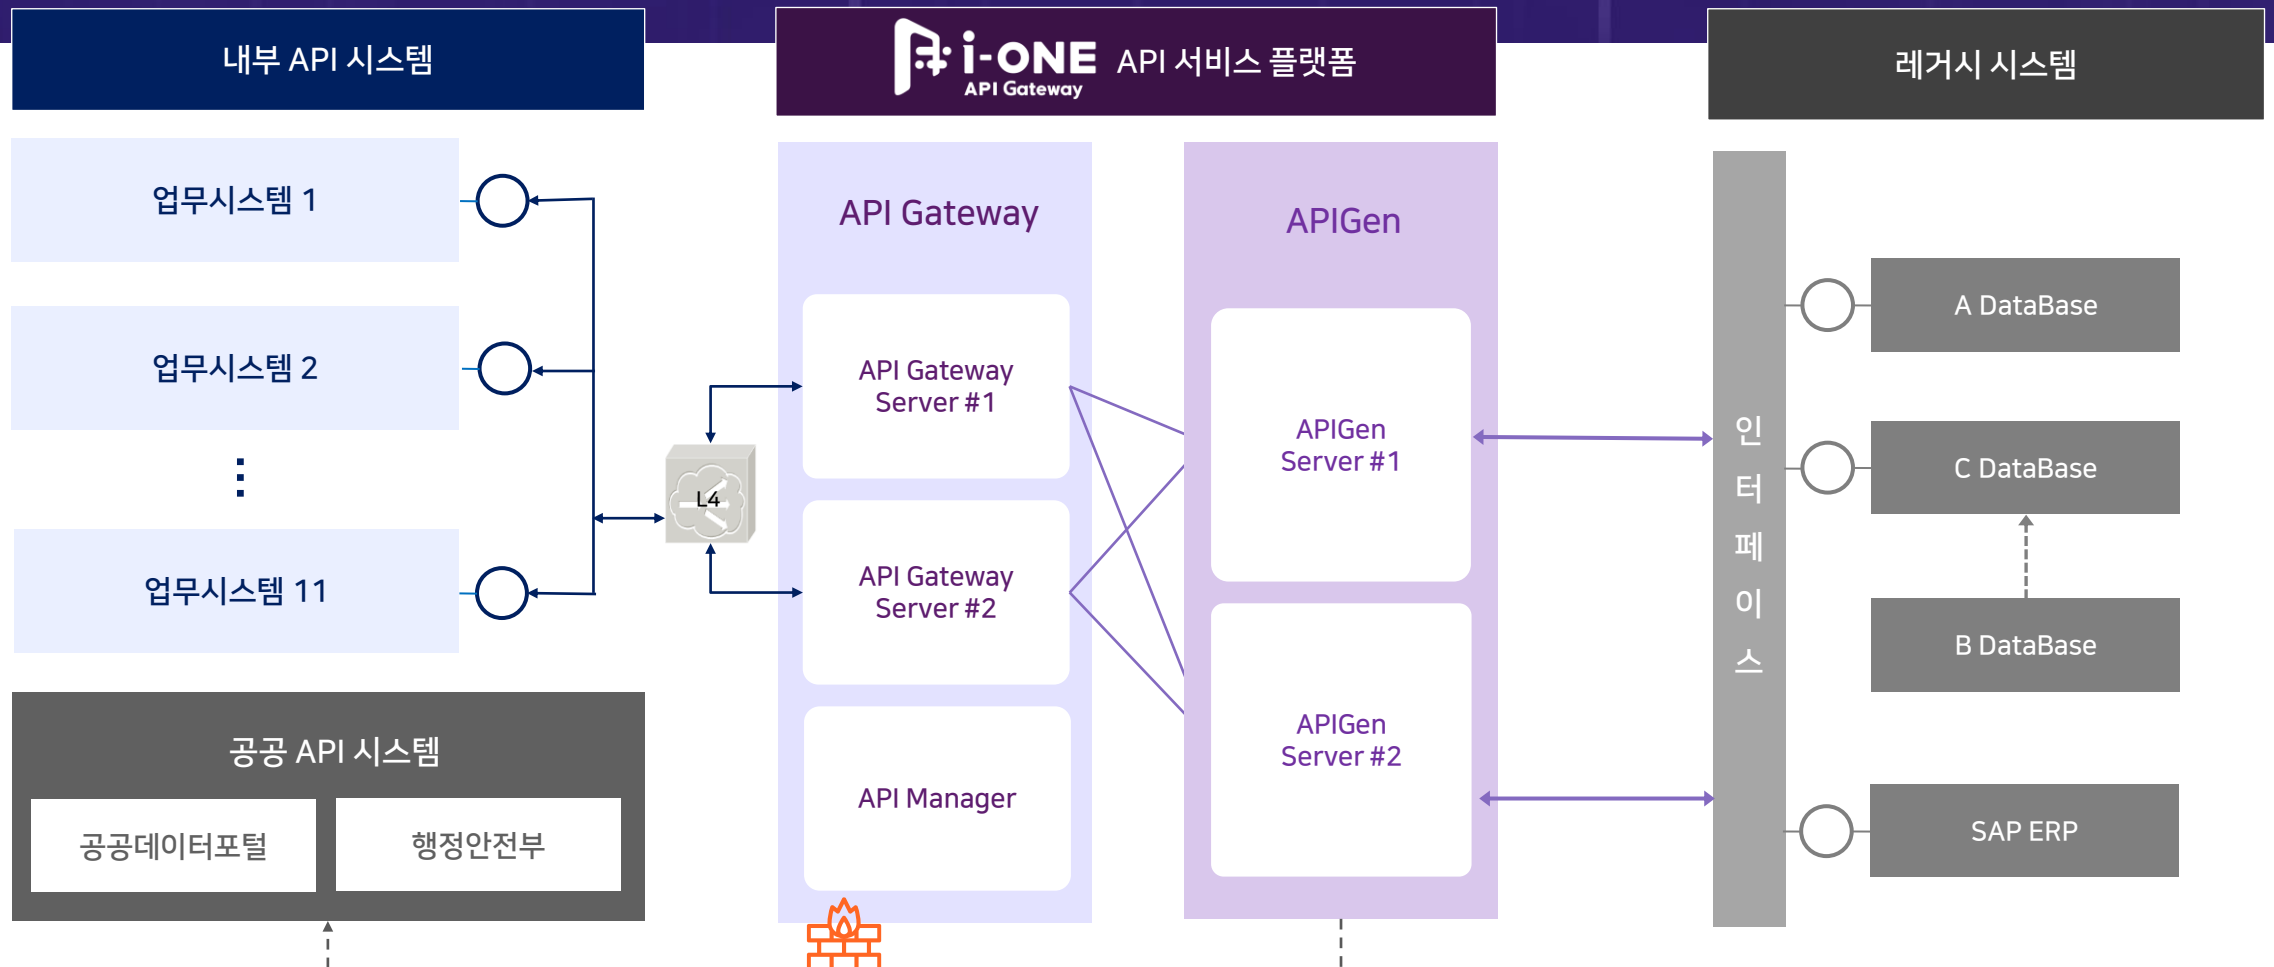 내부 API 시스템
i-ONE
API Gateway
API 서비스 플랫폼
레거시 시스템
업무시스템 1
업무시스템 2
업무시스템 11
공공 API 시스템
공공데이터포털
행정안전부
L4
API Gateway
API Gateway
Server #1
API Gateway
Server #2
API Manager
APIGen
APIGen
Server #1
APIGen
Server #2
인
터
페
이
스
A DataBase
C DataBase
B DataBase
SAP ERP